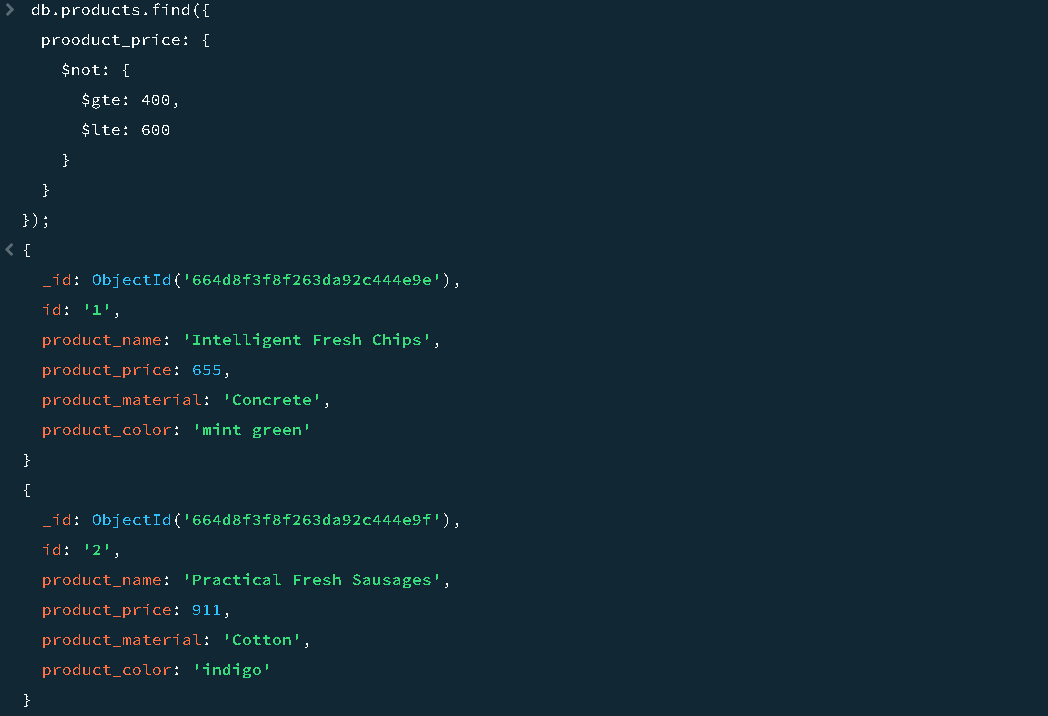 > db.products.find({
prooduct_price: {
$not: {
$gte: 400,
$lte: 600
}
}
});
< {
_id: ObjectId('664d8f3f8f263da92c444e9e'),
id: '1',
product_name: 'Intelligent Fresh Chips',
product_price: 655,
product_material: 'Concrete',
product_color: 'mint green'
}
{
_id: ObjectId('664d8f3f8f263da92c444e9f'),
id: '2',
product_name: 'Practical Fresh Sausages',
product_price: 911,
product_material: 'Cotton',
product_color: 'indigo'
}